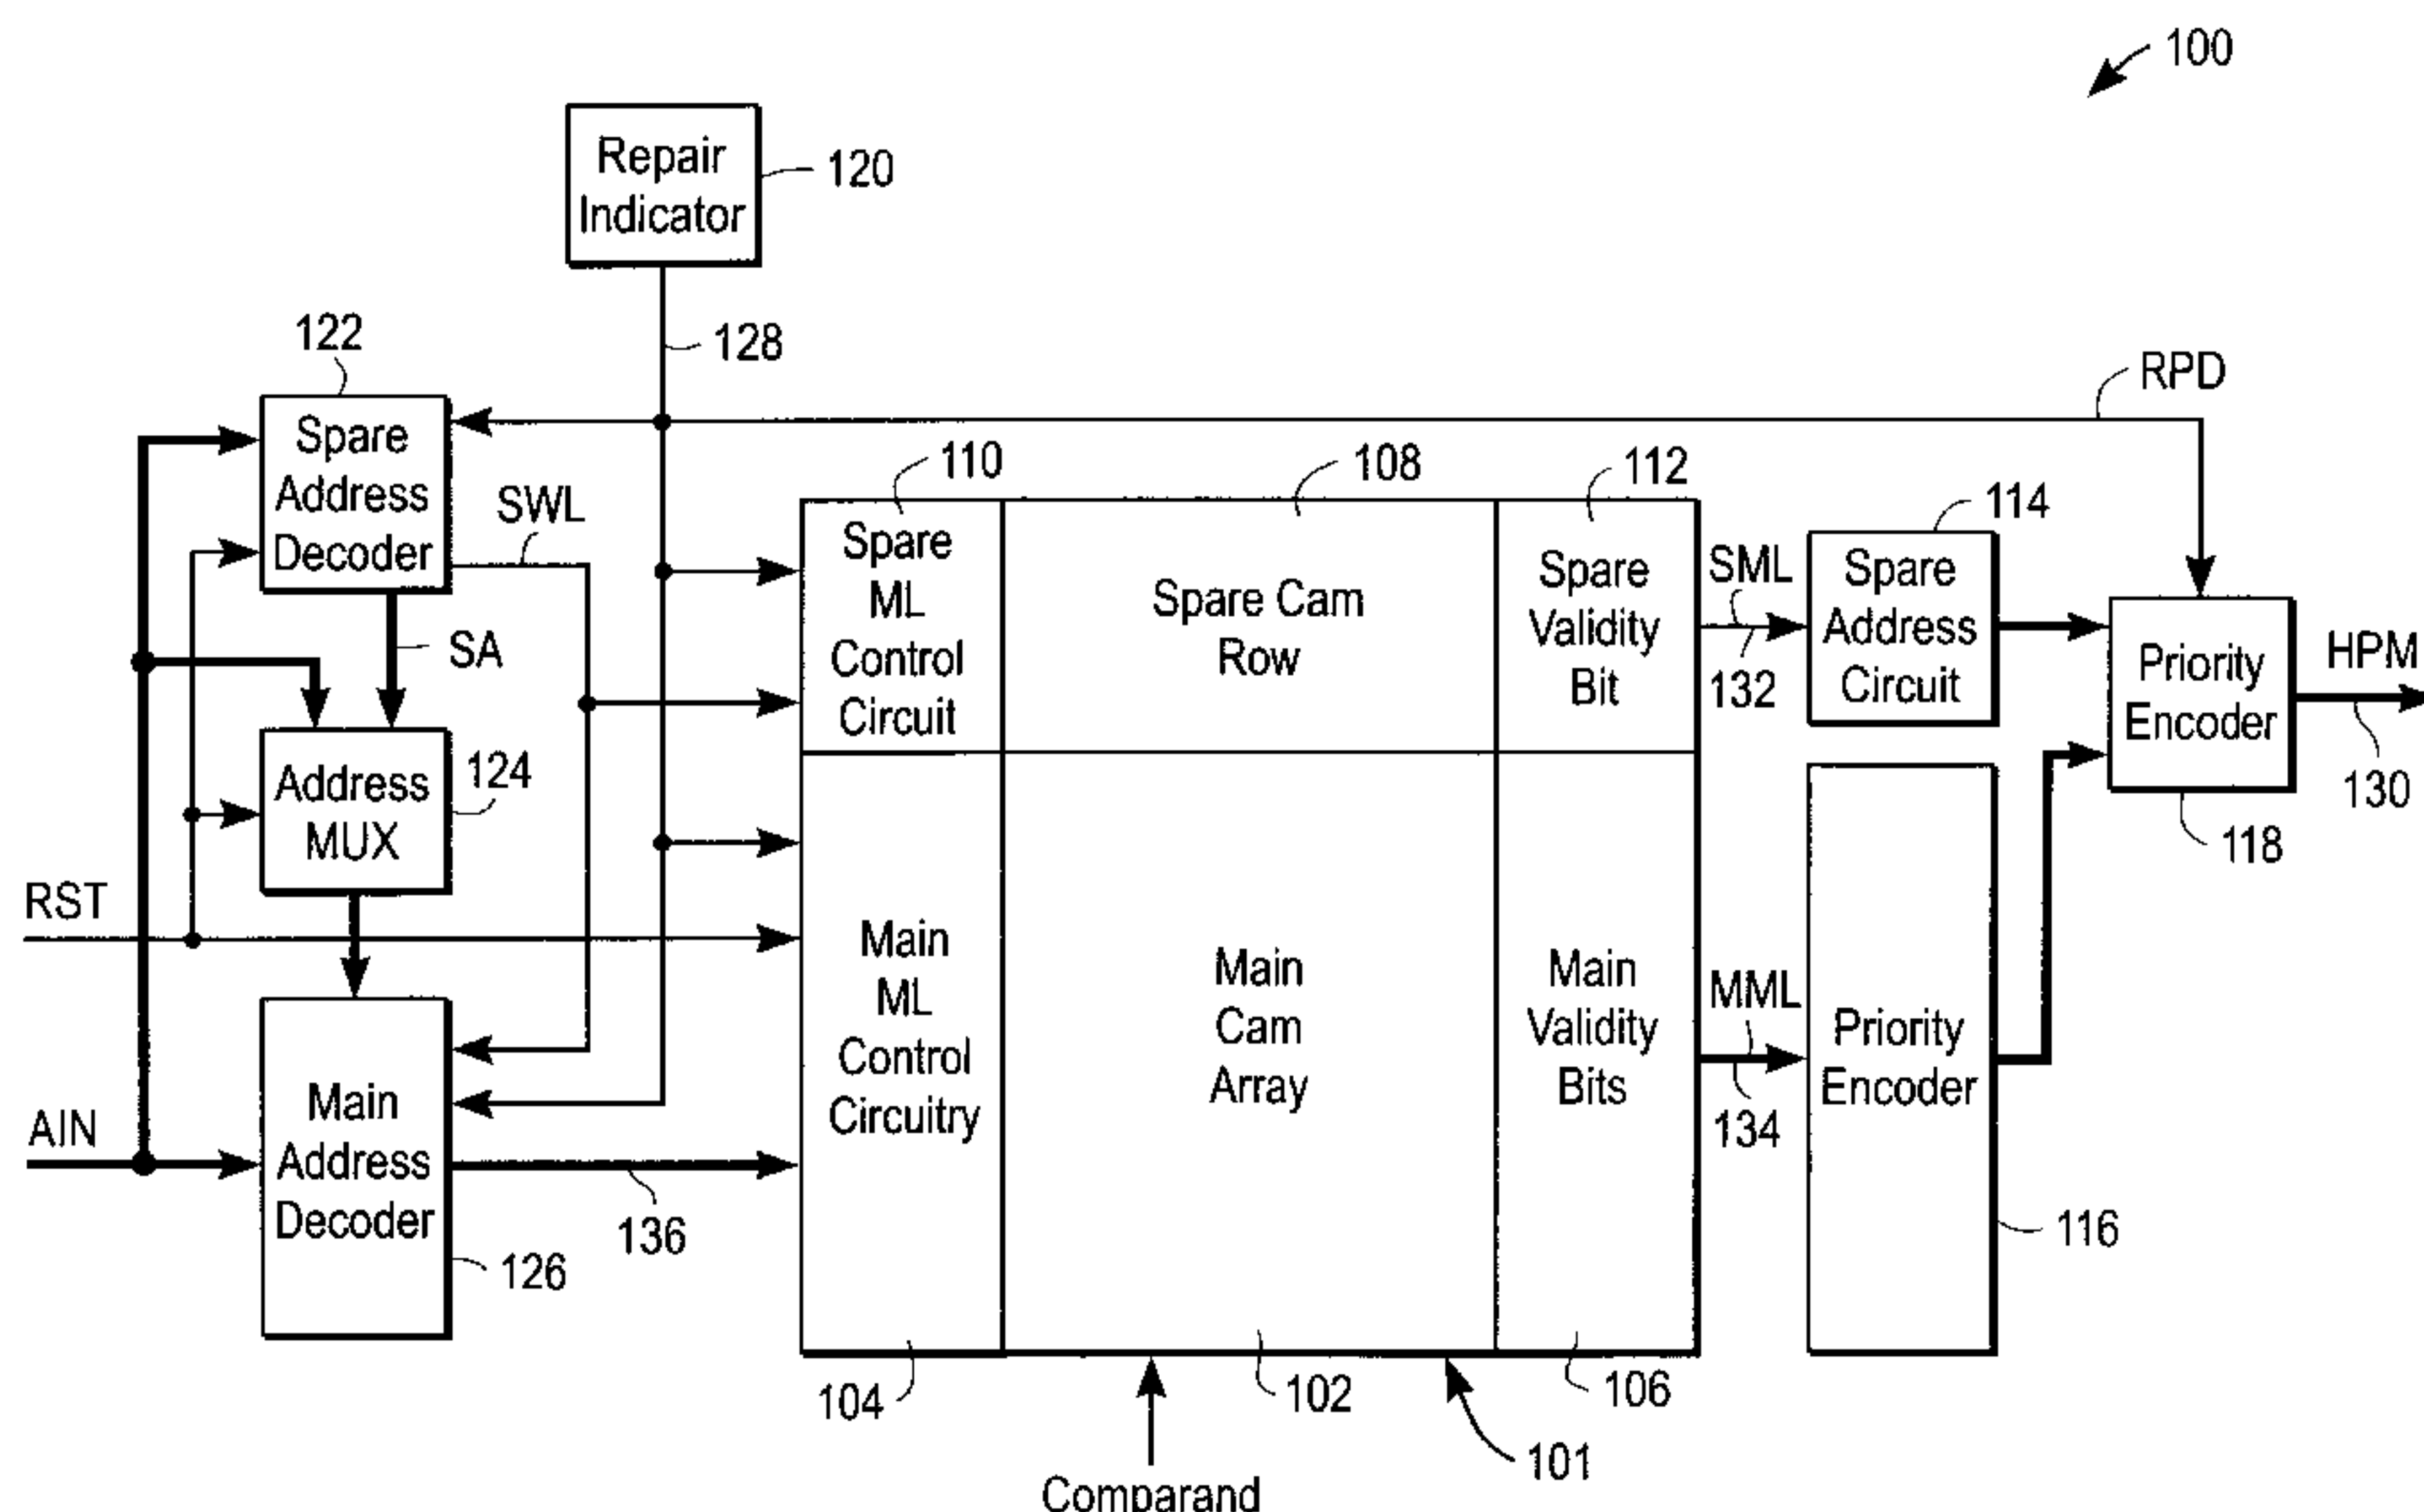 100
Repair
Indicator
120
128
122
RPD
Spare
Address
Decoder
SWL
SA
110
108
112
114
Spare
ML
Control
Circuit
Spare Cam
Row
Spare
Validity
Bit
SML
132
Spare
Address
Circuit
Priority
Encoder
HPM
130
118
Address
MUX
124
RST
Main
ML
Control
Circuitry
Main
Cam
Array
Main
Validity
Bits
MML
134
Priority
Encoder
116
AIN
Main
Address
Decoder
136
126
104
102
106
101
Comparand